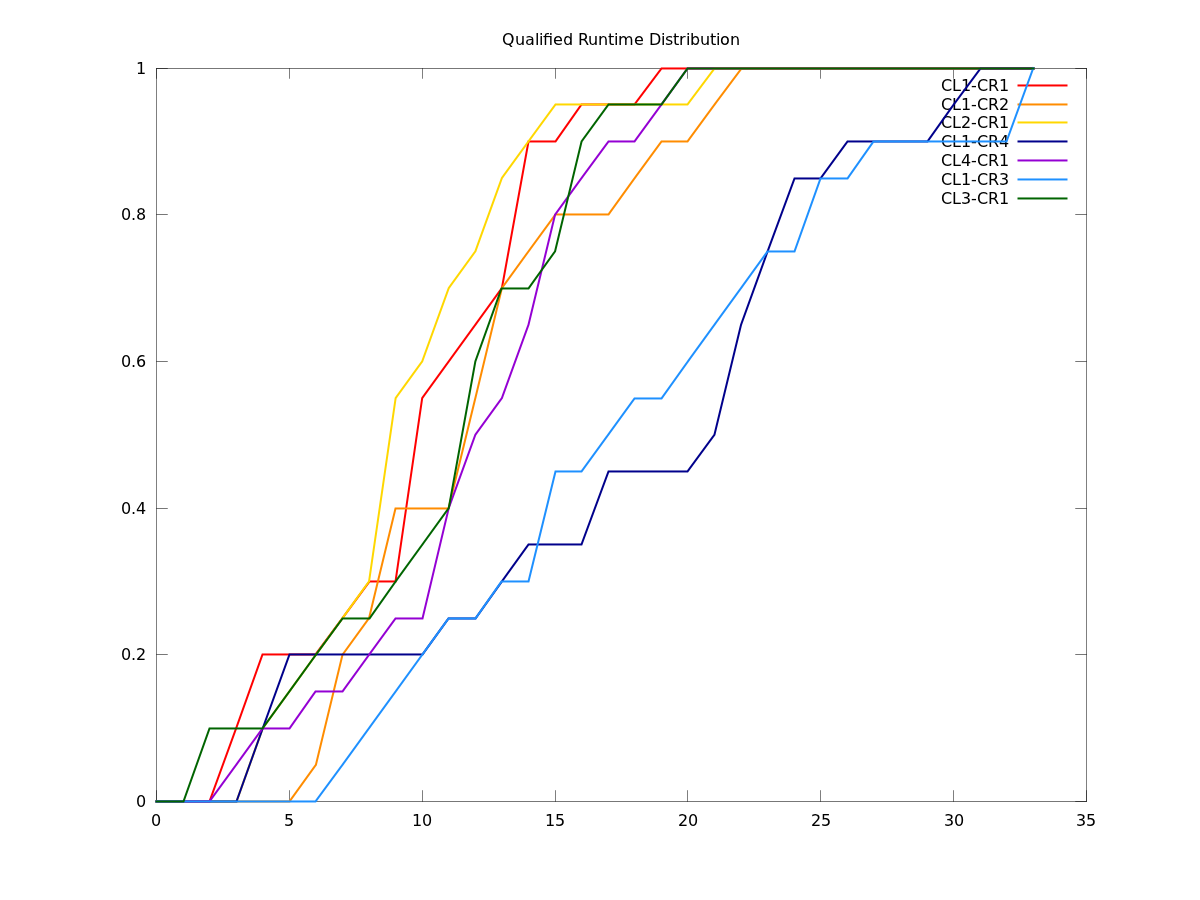 Qualified Runtime Distribution
1
CL1-CR1
CL1-CR2
CL2-CR1
CL1-CR4
CL4-CR1
CL1-CR3
CL3-CR1
0.8
0.6
0.4
0.2
0
0 5 10 15 20 25 30 35